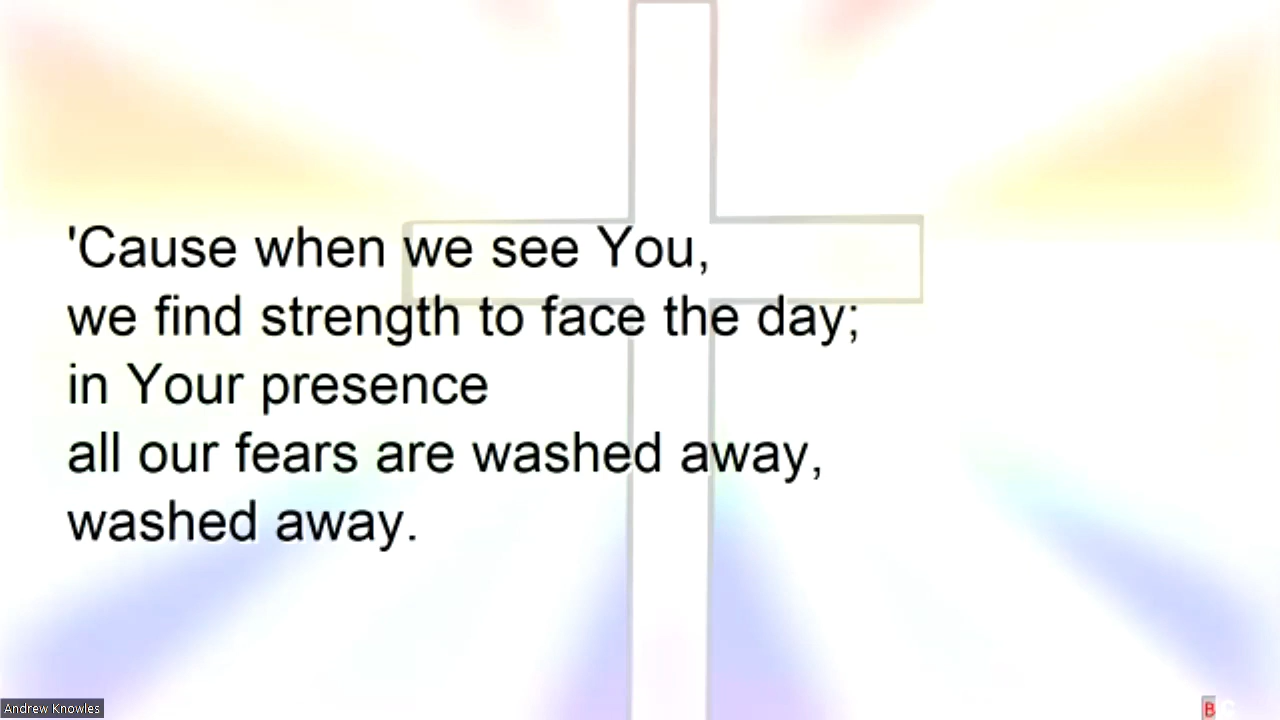 'Cause when we see You,
we find strength to face the day;
in Your presence
all our fears are washed away,
washed away.
Andrew Knowles